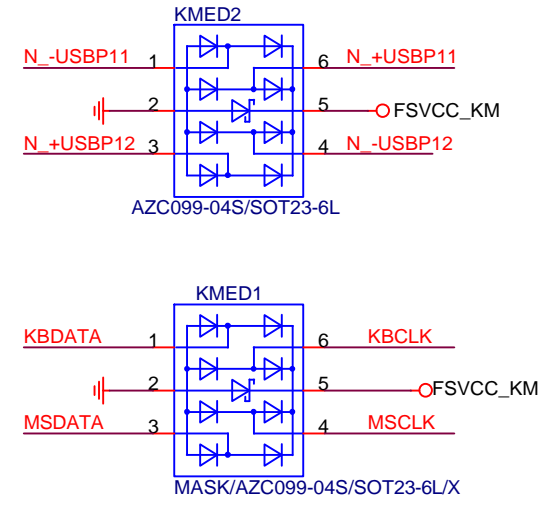 KMED2
N_-USBP11 1 6 N_+USBP11
2 5 FSVCC_KM
N_+USBP12 3 4 N_-USBP12
AZC099-04S/SOT23-6L
KMED1
KBDATA 1 6 KBCLK
2 5 FSVCC_KM
MSDATA 3 4 MSCLK
MASK/AZC099-04S/SOT23-6L/X